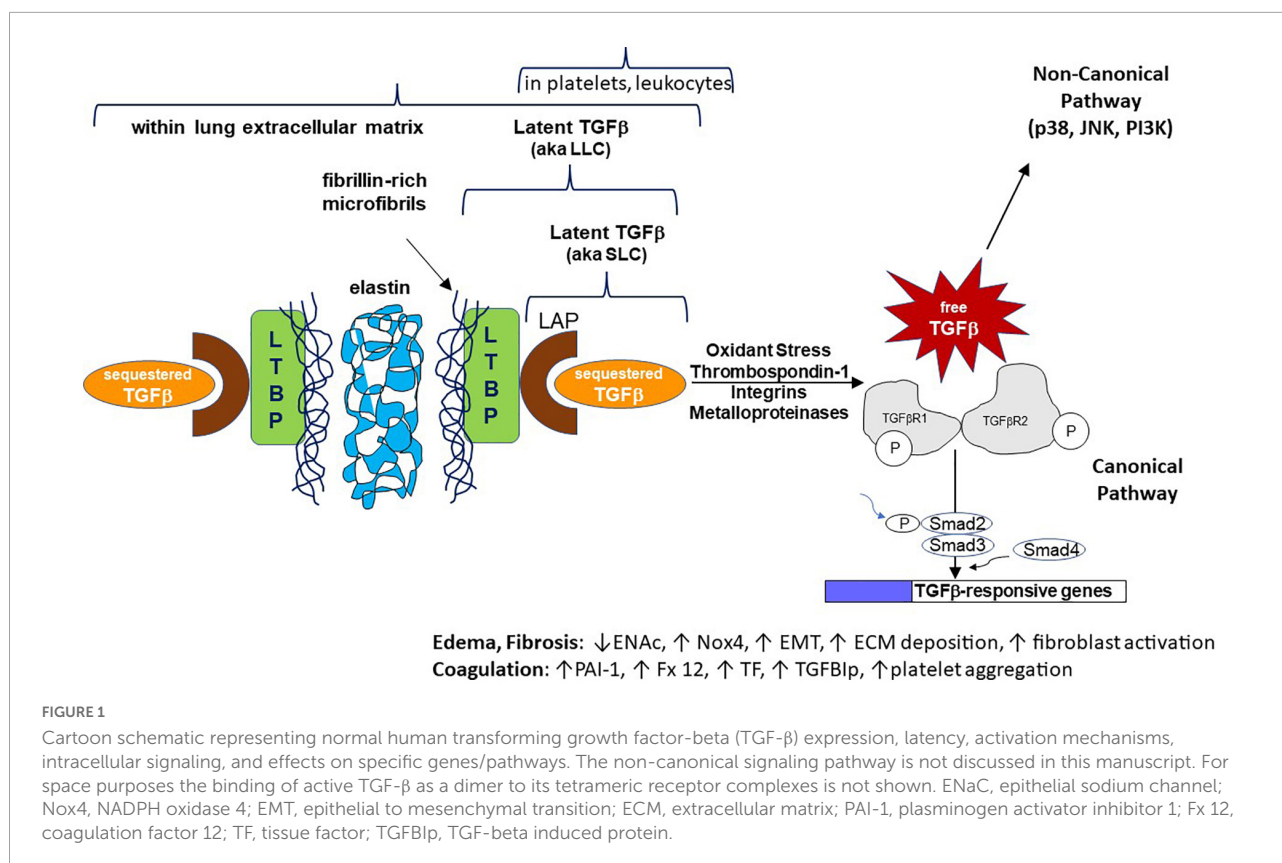 in platelets, leukocytes
within lung extracellular matrix
Latent TGFβ
(aka LLC)
fibrillin-rich
microfibrils
Latent TGFβ
(aka SLC)
elastin
LAP
sequestered
TGFβ
LTBP
LTBP
sequestered
TGFβ
Oxidant Stress
Thrombospondin-1
Integrins
Metalloproteinases
Non-Canonical
Pathway
(p38, JNK, PI3K)
free
TGFβ
TGFβR1
TGFβR2
P
P
Canonical
Pathway
P
Smad2
Smad3
Smad4
TGFβ-responsive genes
Edema, Fibrosis: ↓ENAc, ↑ Nox4, ↑ EMT, ↑ ECM deposition, ↑ fibroblast activation
Coagulation: ↑PAI-1, ↑ Fx 12, ↑ TF, ↑ TGFBIp, ↑platelet aggregation
FIGURE 1
Cartoon schematic representing normal human transforming growth factor-beta (TGF-β) expression, latency, activation mechanisms,
intracellular signaling, and effects on specific genes/pathways. The non-canonical signaling pathway is not discussed in this manuscript. For
space purposes the binding of active TGF-β as a dimer to its tetrameric receptor complexes is not shown. ENaC, epithelial sodium channel;
Nox4, NADPH oxidase 4; EMT, epithelial to mesenchymal transition; ECM, extracellular matrix; PAI-1, plasminogen activator inhibitor 1; Fx 12,
coagulation factor 12; TF, tissue factor; TGFBIp, TGF-beta induced protein.